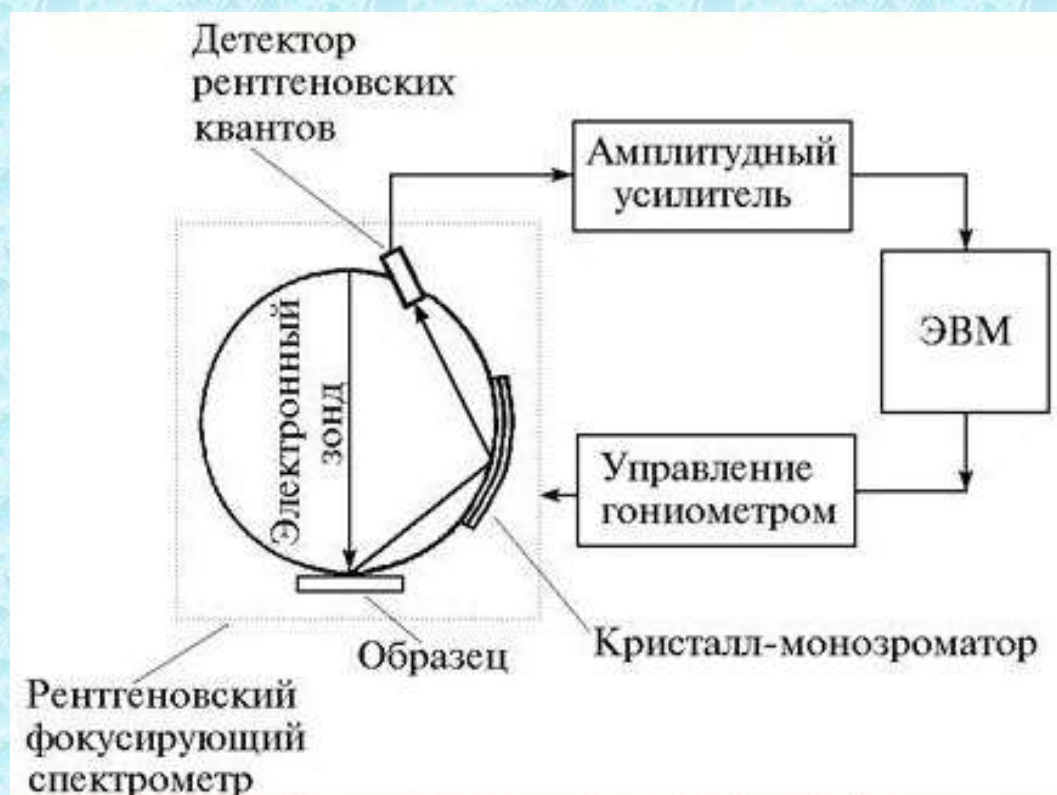 Детектор
рентгеновских
квантов
Амплитудный
усилитель
ЭВМ
Электронный
зонд
Управление
гониометром
Кристалл-монозроматор
Образец
Рентгеновский
фокусирующий
спектрометр